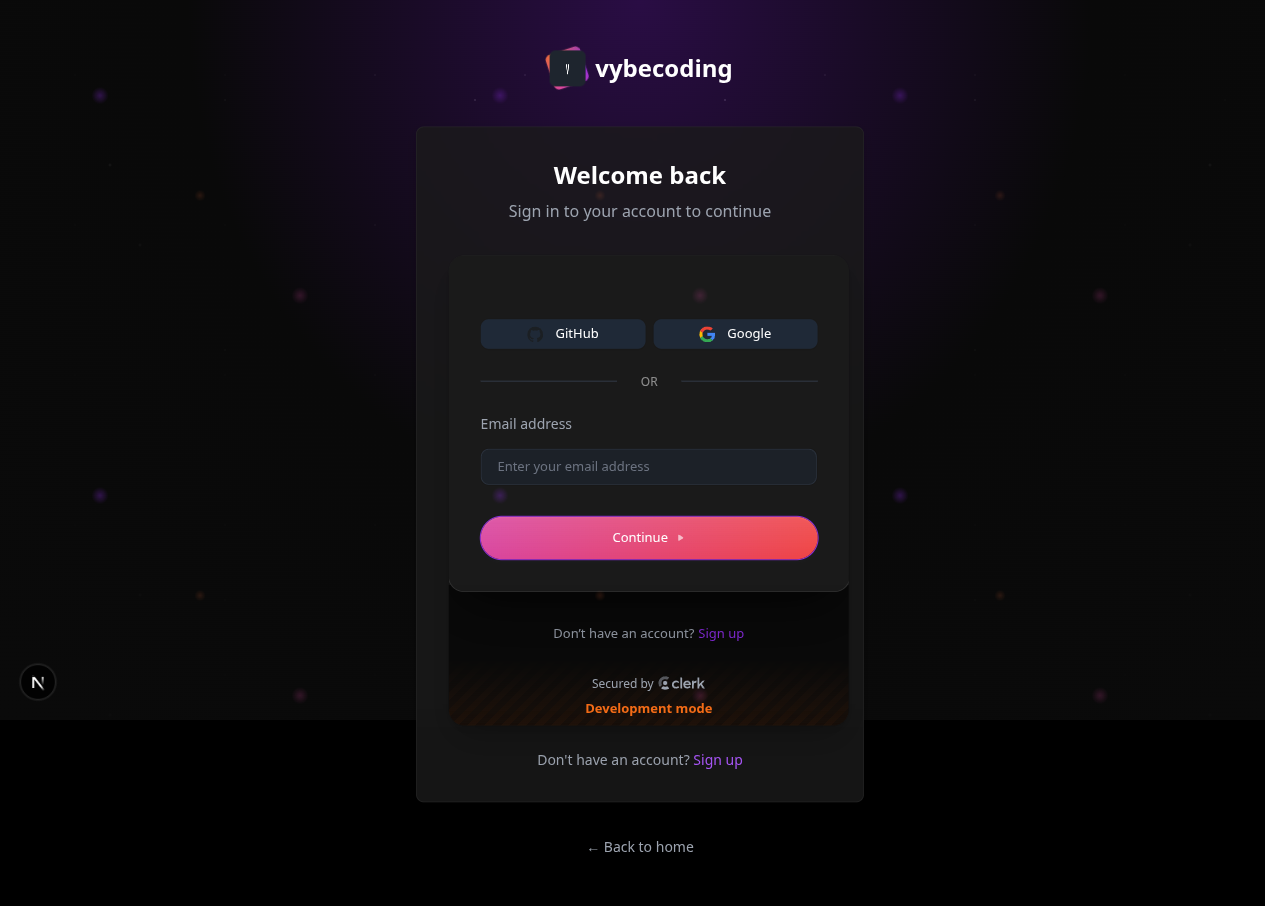 vybecoding
Welcome back
Sign in to your account to continue
GitHub
Google
OR
Email address
Enter your email address
Continue
Don’t have an account? Sign up
Secured by clerk
Development mode
Don't have an account? Sign up
← Back to home
N